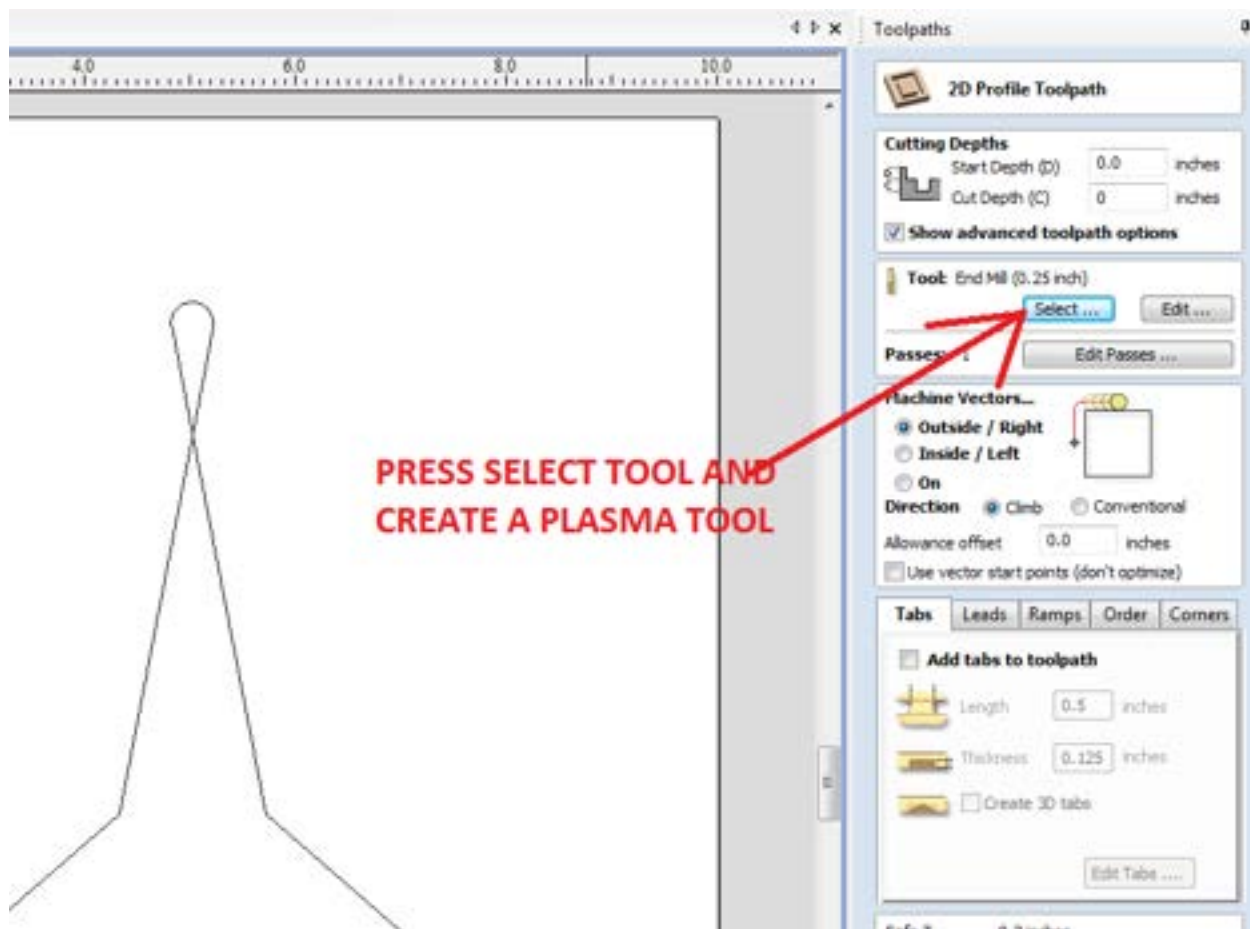 Toolpaths
4.0 6.0 8.0 10.0
2D Profile Toolpath
Cutting Depths
Start Depth (D) 0.0 inches
Cut Depth (C) 0 inches
Show advanced toolpath options
Tool: End Mill (0.25 inch)
Select ... Edit ...
Passes: 1 Edit Passes ...
Machine Vectors...
Outside / Right
Inside / Left
On
Direction Climb Conventional
Allowance offset 0.0 inches
Use vector start points (don't optimize)
PRESS SELECT TOOL AND
CREATE A PLASMA TOOL
Tabs Leads Ramps Order Corners
Add tabs to toolpath
Length 0.5 inches
Thickness 0.125 inches
Create 3D tabs
Edit Tabs ....